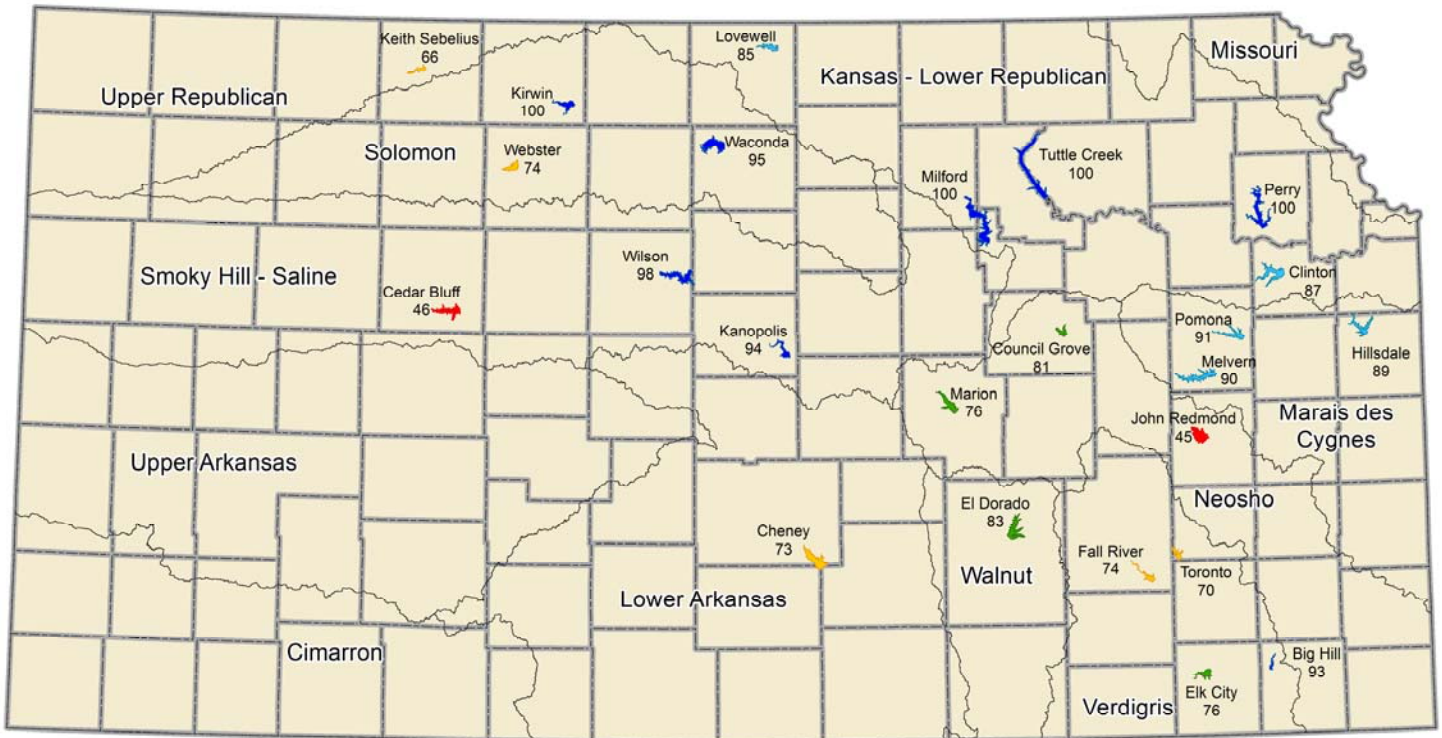 Keith Sebelius
66
Lovewell
85
Missouri
Kansas - Lower Republican
Upper Republican
Kirwin
100
Solomon
Webster
74
Waconda
95
Tuttle Creek
100
Milford
100
Perry
100
Smoky Hill - Saline
Wilson
98
Cedar Bluff
46
Clinton
87
Kanopolis
94
Council Grove
81
Pomona
91
Melvern
90
Hillsdale
89
Marion
76
John Redmond
45
Marais des
Cygnes
Upper Arkansas
Neosho
El Dorado
83
Cheney
73
Fall River
74
Toronto
70
Walnut
Lower Arkansas
Cimarron
Big Hill
93
Elk City
76
Verdigris